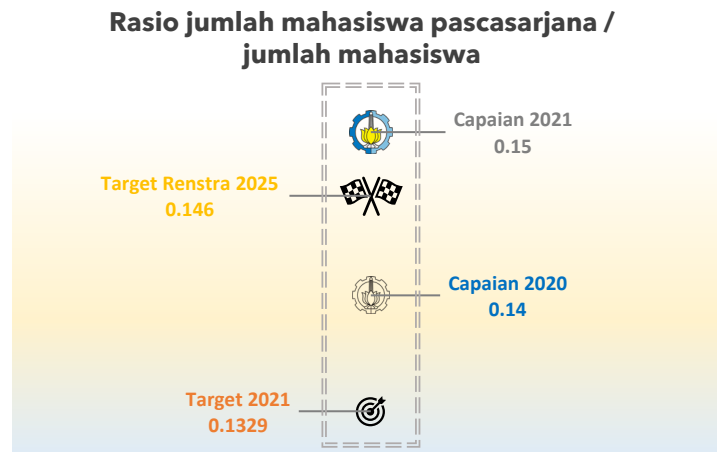 Rasio jumlah mahasiswa pascasarjana /
jumlah mahasiswa
Capaian 2021
0.15
Target Renstra 2025
0.146
Capaian 2020
0.14
Target 2021
0.1329